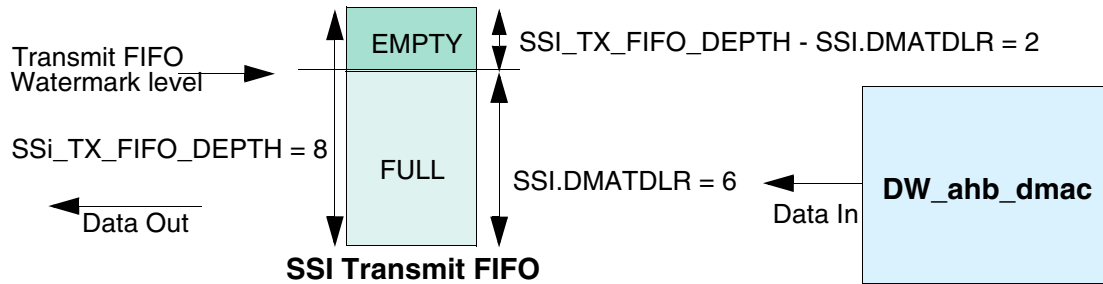 EMPTY
SSI_TX_FIFO_DEPTH - SSI.DMATDLR = 2
Transmit FIFO
Watermark level
SSi_TX_FIFO_DEPTH = 8
FULL
SSI.DMATDLR = 6
DW_ahb_dmac
Data In
Data Out
SSI Transmit FIFO